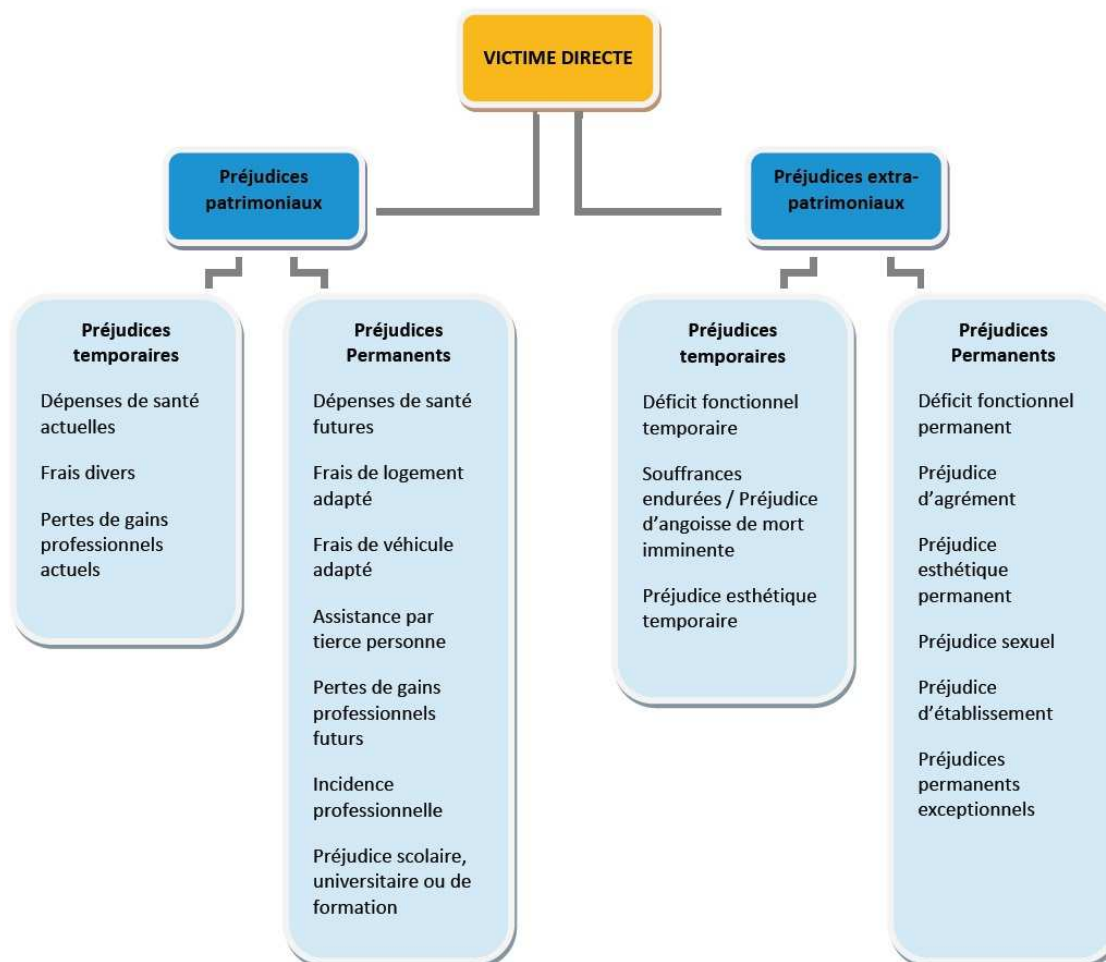 VICTIME DIRECTE
Préjudices
patrimoniaux
Préjudices extra-
patrimoniaux
Préjudices
temporaires
Dépenses de santé
actuelles
Frais divers
Pertes de gains
professionnels
actuels
Préjudices
Permanents
Dépenses de santé
futures
Frais de logement
adapté
Frais de véhicule
adapté
Assistance par
tierce personne
Pertes de gains
professionnels
futurs
Incidence
professionnelle
Préjudice scolaire,
universitaire ou de
formation
Préjudices
temporaires
Déficit fonctionnel
temporaire
Souffrances
endurées / Préjudice
d’angoisse de mort
imminente
Préjudice esthétique
temporaire
Préjudices
Permanents
Déficit fonctionnel
permanent
Préjudice
d’agrément
Préjudice
esthétique
permanent
Préjudice sexuel
Préjudice
d’établissement
Préjudices
permanents
exceptionnels